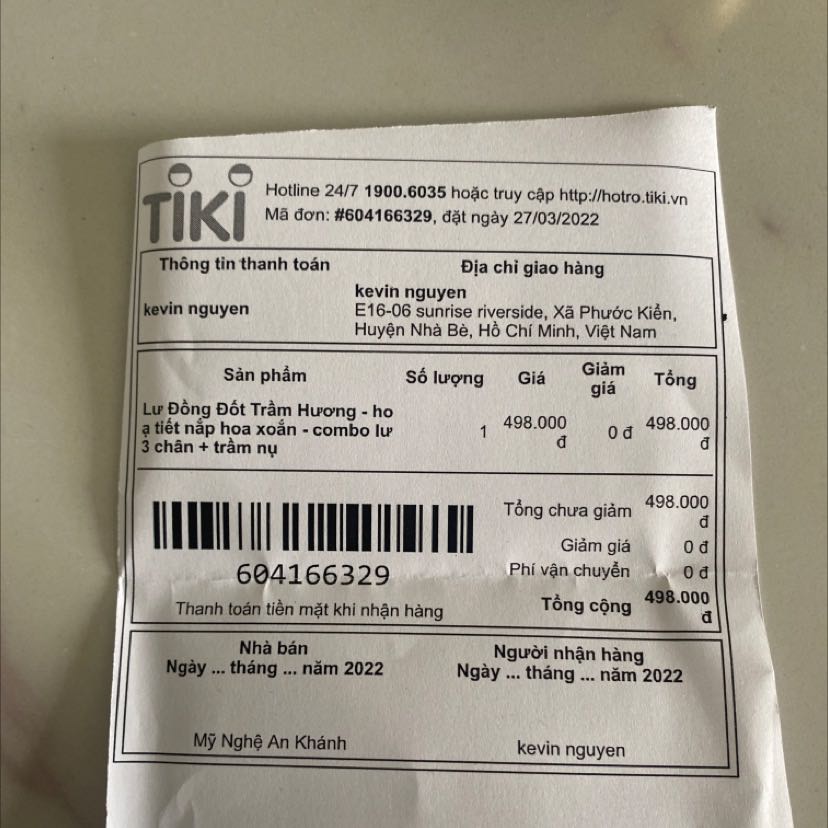 TIKI
Hotline 24/7 1900.6035 hoặc truy cập http://hotro.tiki.vn
Mã đơn: #604166329, đặt ngày 27/03/2022
Thông tin thanh toán
Địa chỉ giao hàng
kevin nguyen
kevin nguyen
E16-06 sunrise riverside, Xã Phước Kiển,
Huyện Nhà Bè, Hồ Chí Minh, Việt Nam
Sản phẩm Số lượng Giá Giảm giá Tổng
Lư Đồng Đốt Trầm Hương - ho
ạ tiết nắp hoa xoắn - combo lư
3 chân + trầm nụ
1 498.000 đ 0 đ 498.000 đ
Tổng chưa giảm 498.000 đ
Giảm giá 0 đ
Phí vận chuyển 0 đ
Tổng cộng 498.000 đ
604166329
Thanh toán tiền mặt khi nhận hàng
Nhà bán
Ngày ... tháng ... năm 2022
Mỹ Nghệ An Khánh
Người nhận hàng
Ngày ... tháng ... năm 2022
kevin nguyen